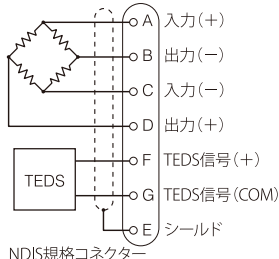 A 入力(+)
B 出力(-)
C 入力(-)
D 出力(+)
F TEDS信号(+)
TEDS
G TEDS信号(COM)
E シールド
NDIS規格コネクター